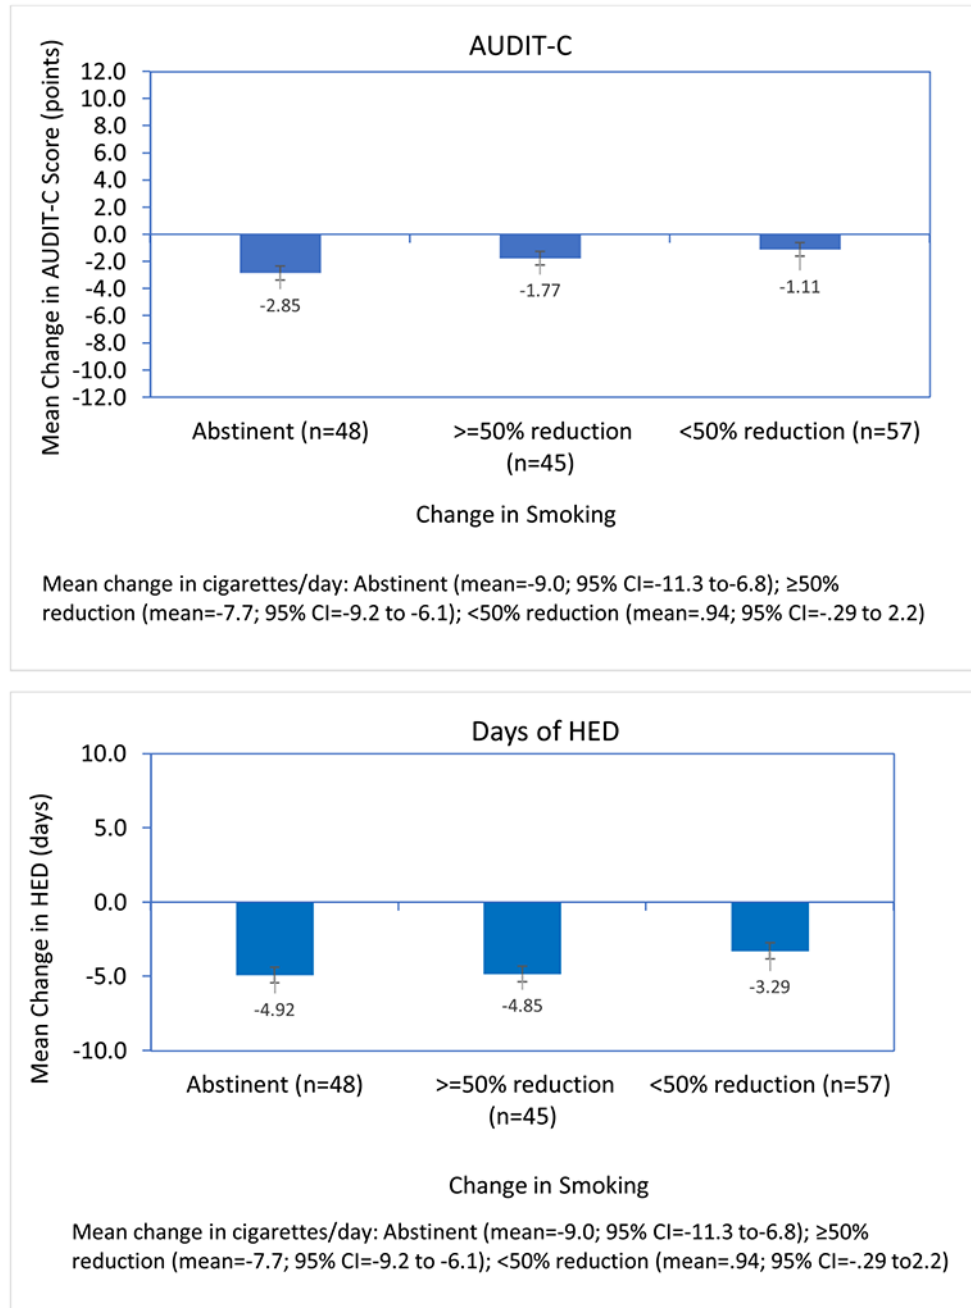 AUDIT-C
Mean Change in AUDIT-C Score (points)
12.0
10.0
8.0
6.0
4.0
2.0
0.0
-2.0
-4.0
-6.0
-8.0
-10.0
-12.0
-2.85
-1.77
-1.11
Abstinent (n=48)
>=50% reduction
(n=45)
<50% reduction (n=57)
Change in Smoking
Mean change in cigarettes/day: Abstinent (mean=-9.0; 95% CI=-11.3 to-6.8); ≥50%
reduction (mean=-7.7; 95% CI=-9.2 to -6.1); <50% reduction (mean=.94; 95% CI=-.29 to 2.2)
Days of HED
Mean Change in HED (days)
10.0
5.0
0.0
-5.0
-10.0
-4.92
-4.85
-3.29
Abstinent (n=48)
>=50% reduction
(n=45)
<50% reduction (n=57)
Change in Smoking
Mean change in cigarettes/day: Abstinent (mean=-9.0; 95% CI=-11.3 to-6.8); ≥50%
reduction (mean=-7.7; 95% CI=-9.2 to -6.1); <50% reduction (mean=.94; 95% CI=-.29 to2.2)